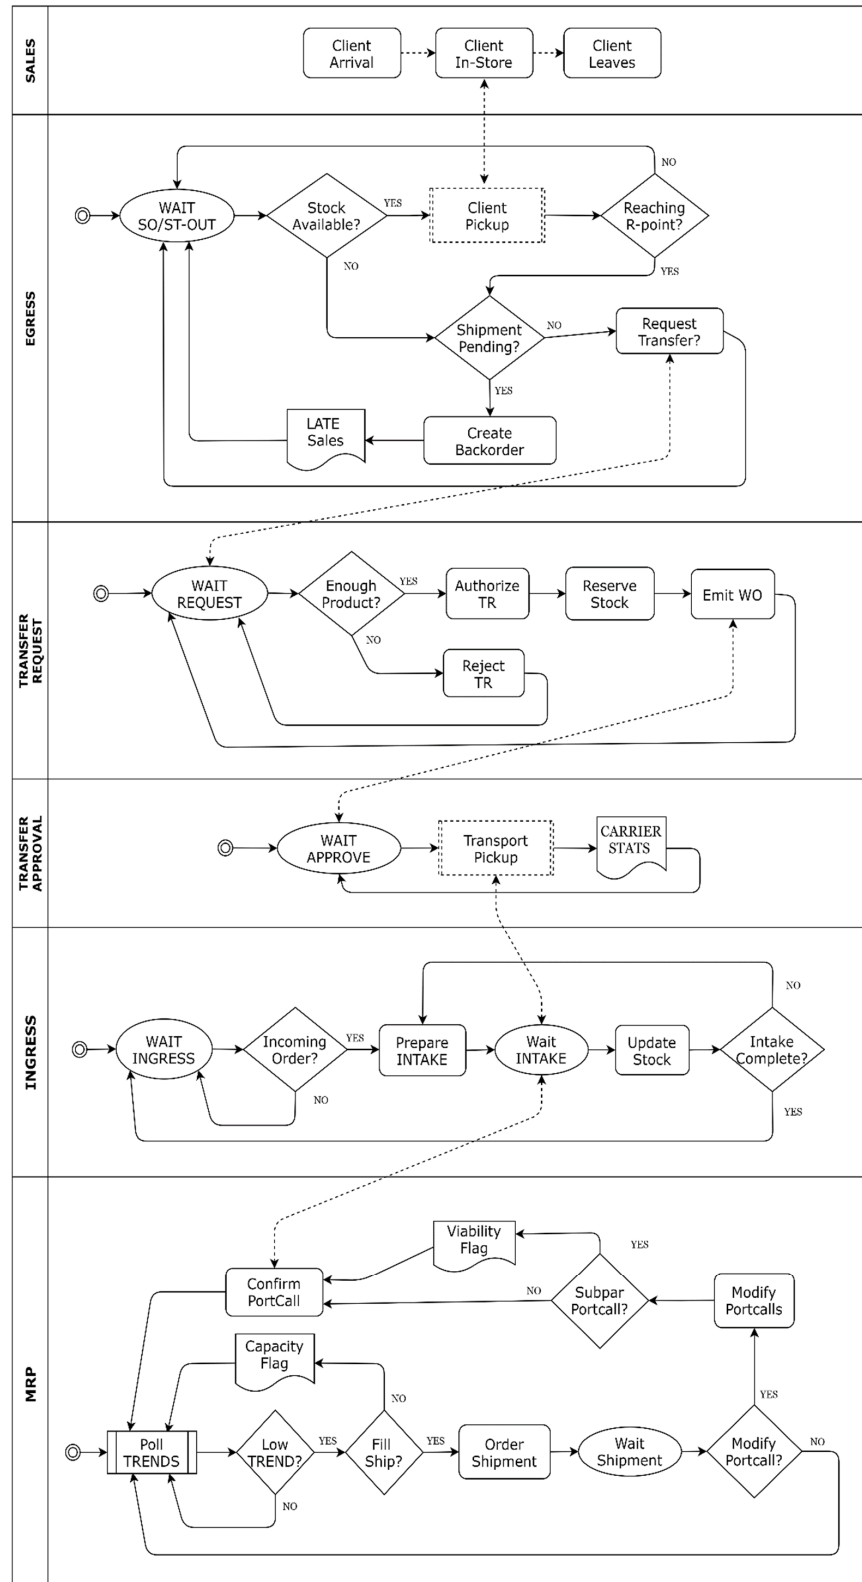 SALES
Client
Arrival
Client
In-Store
Client
Leaves
EGRESS
NO
WAIT
SO/ST-OUT
Stock
Available?
YES
Client
Pickup
Reaching
R-point?
NO
YES
Shipment
Pending?
NO
Request
Transfer?
YES
LATE
Sales
Create
Backorder
TRANSFER
REQUEST
WAIT
REQUEST
Enough
Product?
YES
Authorize
TR
Reserve
Stock
Emit WO
NO
Reject
TR
TRANSFER
APPROVAL
WAIT
APPROVE
Transport
Pickup
CARRIER
STATS
INGRESS
NO
WAIT
INGRESS
Incoming
Order?
YES
Prepare
INTAKE
Wait
INTAKE
Update
Stock
Intake
Complete?
NO
YES
MRP
Viability
Flag
YES
Confirm
PortCall
NO
Subpar
Portcall?
Modify
Portcalls
Capacity
Flag
NO
YES
Poll
TRENDS
Low
TREND?
YES
Fill
Ship?
YES
Order
Shipment
Wait
Shipment
Modify
Portcall?
NO
NO